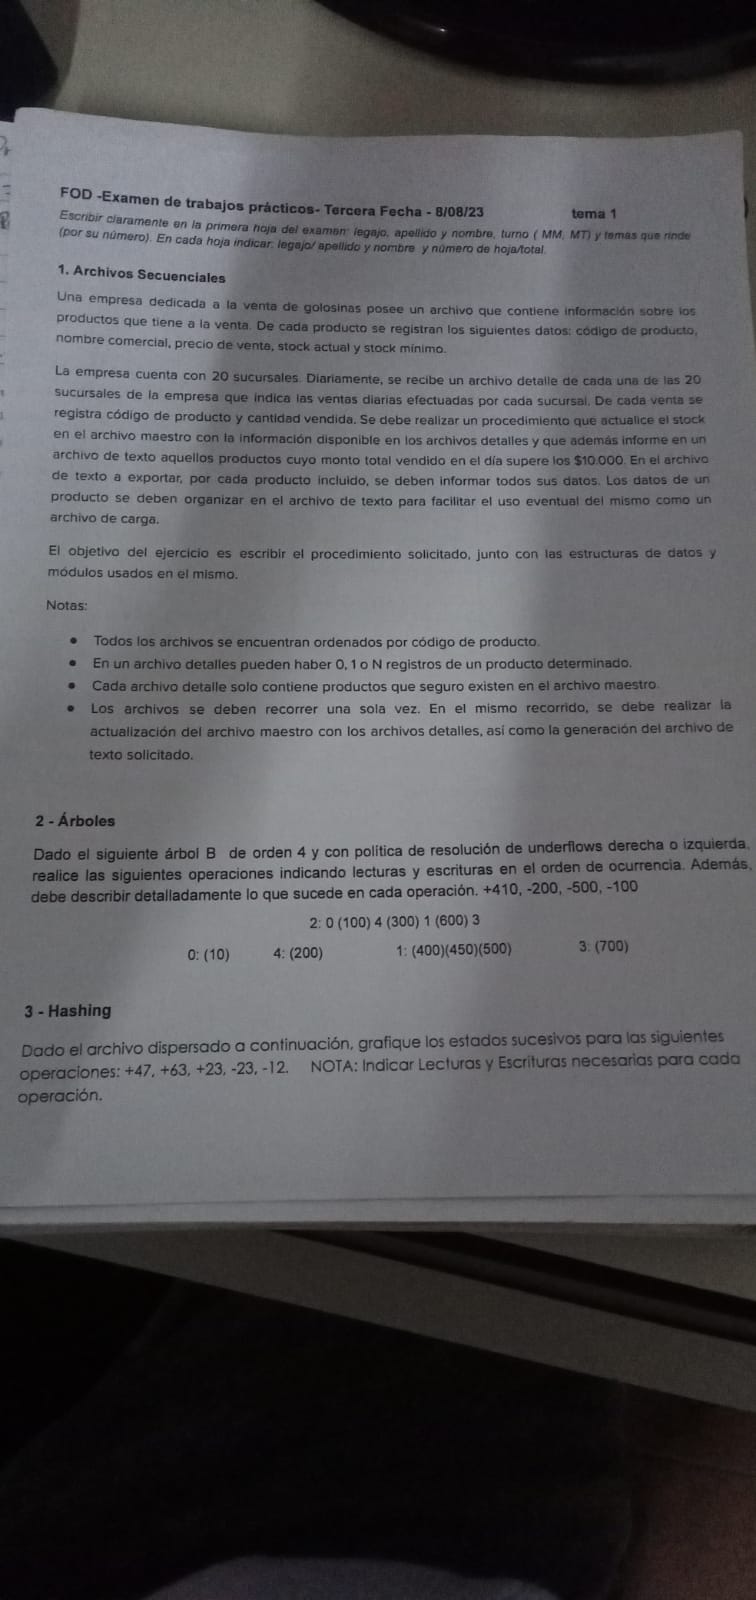 FOD -Examen de trabajos prácticos- Tercera Fecha - 8/08/23 tema 1
Escribir claramente en la primera hoja del examen: legajo, apellido y nombre, turno ( MM, MT) y temas que rinde
(por su número). En cada hoja indicar: legajo/ apellido y nombre y número de hoja/total.
1. Archivos Secuenciales
Una empresa dedicada a la venta de golosinas posee un archivo que contiene información sobre los
productos que tiene a la venta. De cada producto se registran los siguientes datos: código de producto,
nombre comercial, precio de venta, stock actual y stock mínimo.
La empresa cuenta con 20 sucursales. Diariamente, se recibe un archivo detalle de cada una de las 20
sucursales de la empresa que indica las ventas diarias efectuadas por cada sucursal. De cada venta se
registra código de producto y cantidad vendida. Se debe realizar un procedimiento que actualice el stock
en el archivo maestro con la información disponible en los archivos detalles y que además informe en un
archivo de texto aquellos productos cuyo monto total vendido en el día supere los $10.000. En el archivo
de texto a exportar, por cada producto incluido, se deben informar todos sus datos. Los datos de un
producto se deben organizar en el archivo de texto para facilitar el uso eventual del mismo como un
archivo de carga.
El objetivo del ejercicio es escribir el procedimiento solicitado, junto con las estructuras de datos y
módulos usados en el mismo.
Notas:
● Todos los archivos se encuentran ordenados por código de producto.
● En un archivo detalles pueden haber 0, 1 o N registros de un producto determinado.
● Cada archivo detalle solo contiene productos que seguro existen en el archivo maestro.
● Los archivos se deben recorrer una sola vez. En el mismo recorrido, se debe realizar la
actualización del archivo maestro con los archivos detalles, así como la generación del archivo de
texto solicitado.
2 - Árboles
Dado el siguiente árbol B de orden 4 y con política de resolución de underflows derecha o izquierda,
realice las siguientes operaciones indicando lecturas y escrituras en el orden de ocurrencia. Además,
debe describir detalladamente lo que sucede en cada operación. +410, -200, -500, -100
2: 0 (100) 4 (300) 1 (600) 3
0: (10) 4: (200) 1: (400)(450)(500) 3: (700)
3 - Hashing
Dado el archivo dispersado a continuación, grafique los estados sucesivos para las siguientes
operaciones: +47, +63, +23, -23, -12. NOTA: Indicar Lecturas y Escrituras necesarias para cada
operación.